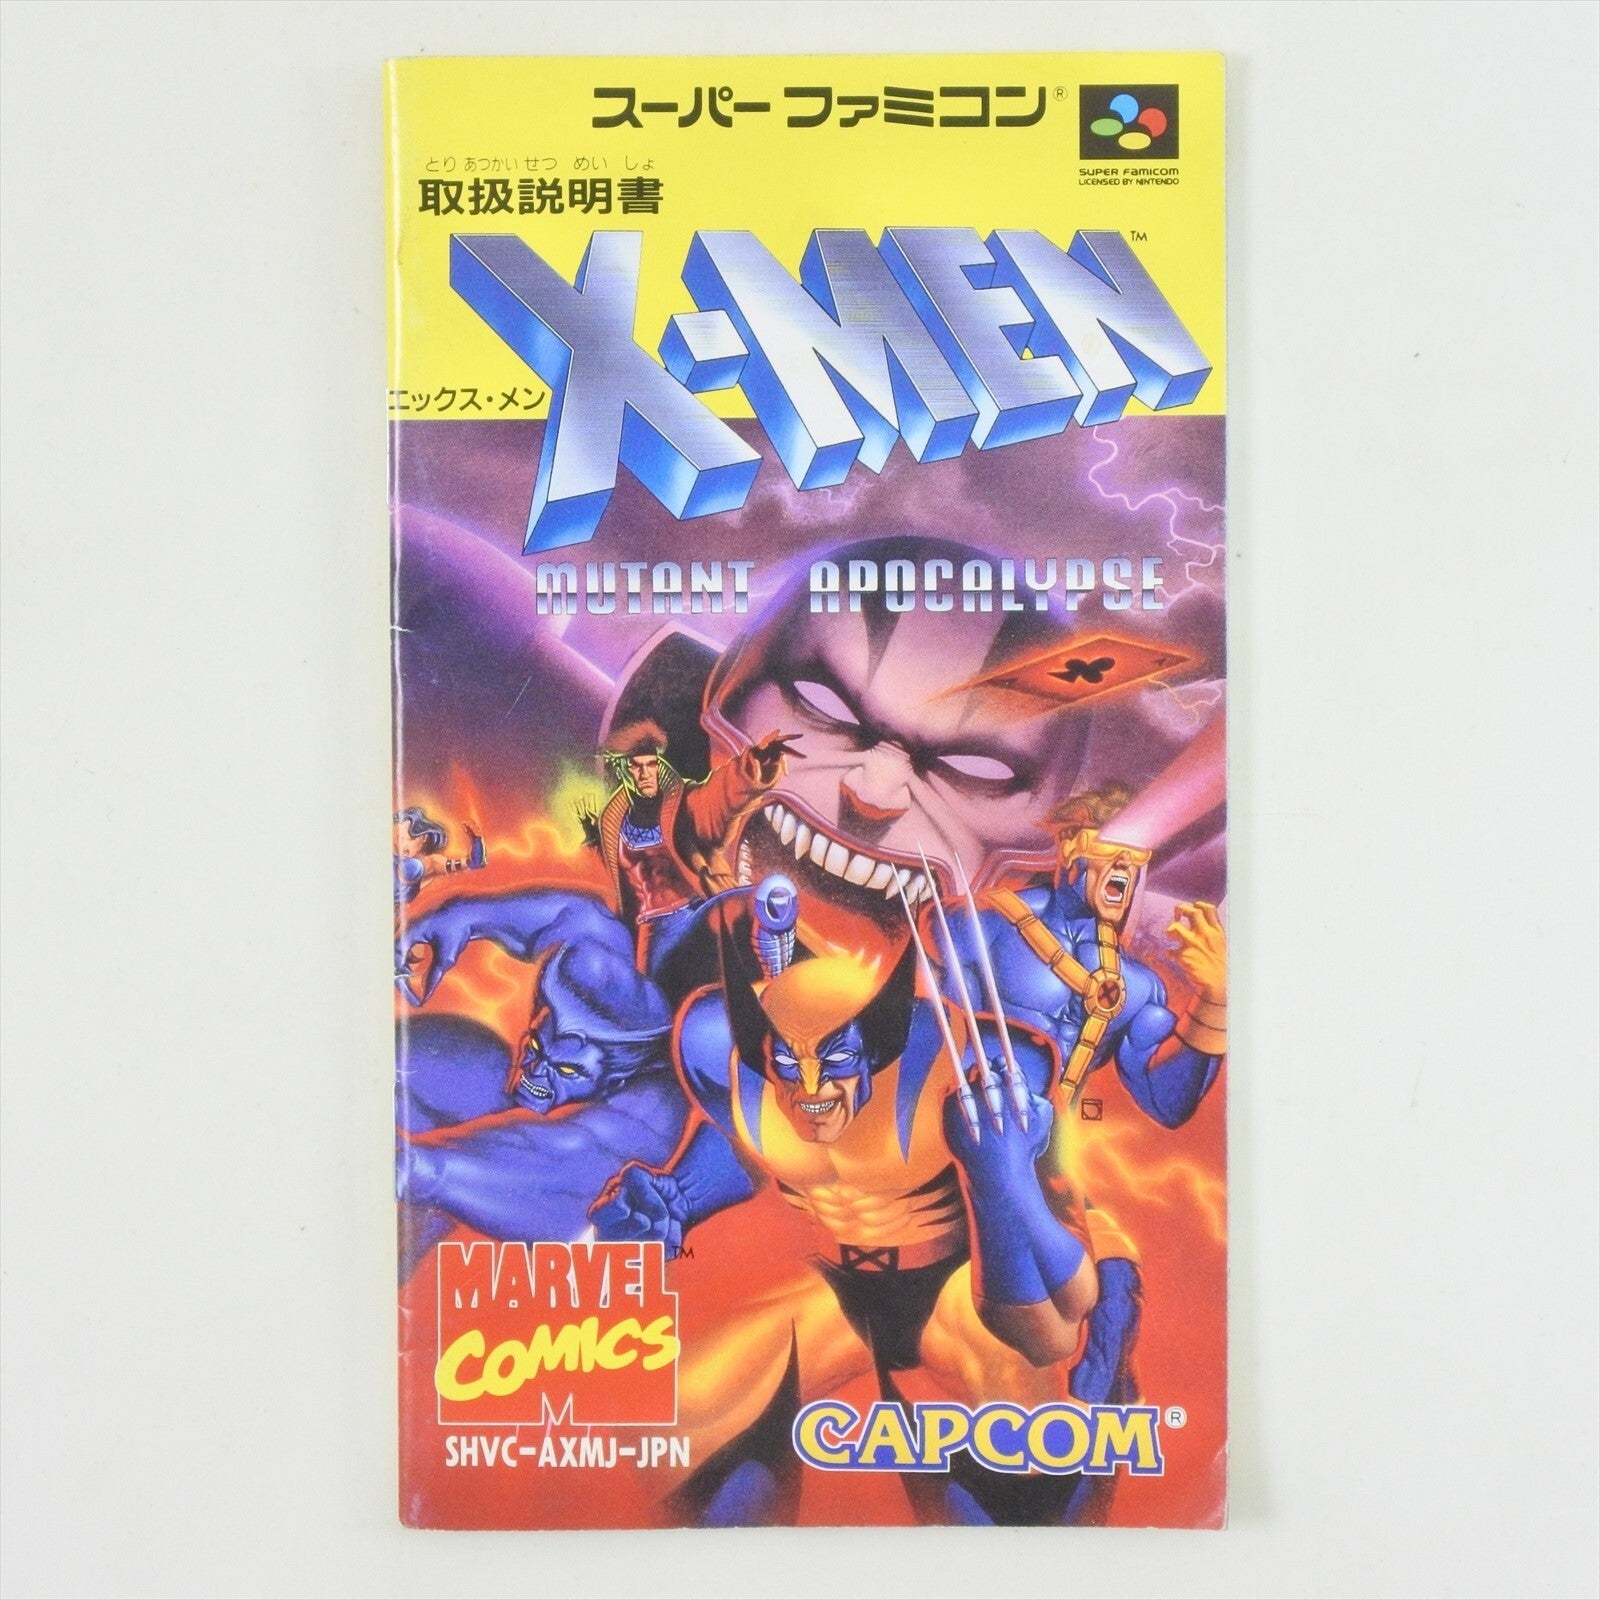 スーパーファミコン®
SUPER FAMICOM
LICENSED BY NINTENDO
とりあつかいせつめいしょ
取扱説明書
X-MEN™
エックス・メン
MUTANT APOCALYPSE
MARVEL™
COMICS
M
SHVC-AXMJ-JPN
CAPCOM®